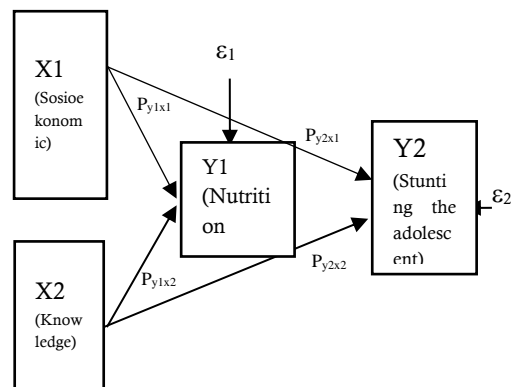 X1
(Sosioe
konom
ic)
ε1
Py1x1
Py2x1
Y1
(Nutriti
on
Y2
(Stunti
ng the
adolesc
ent)
ε2
X2
(Know
ledge)
Py1x2
Py2x2